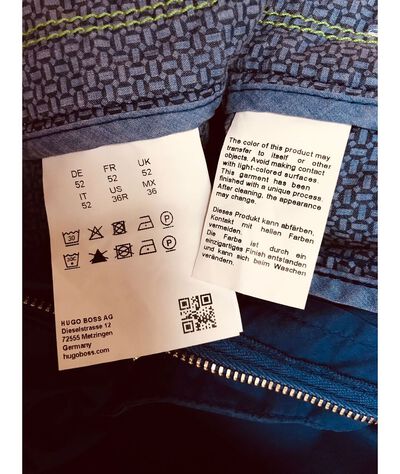 DE FR UK
52 52 52
IT US MX
52 36R 36
30
P
P
HUGO BOSS AG
Dieselstrasse 12
72555 Metzingen
Germany
hugoboss.com
The color of this product may
transfer to itself or other
objects. Avoid making contact
with light-colored surfaces.
This garment has been
finished with a unique process.
After cleaning, the appearance
may change.
Dieses Produkt kann abfärben.
Kontakt mit hellen Farben
vermeiden.
Die Farbe ist durch ein
einzigartiges Finish entstanden
und kann sich beim Waschen
verändern.